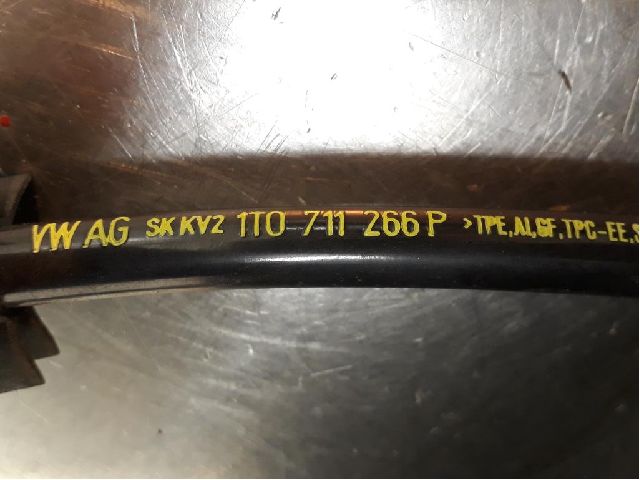 VW AG SK KV2 1T0 711 266 P >TPE,Al,GF,TPC-EE,S